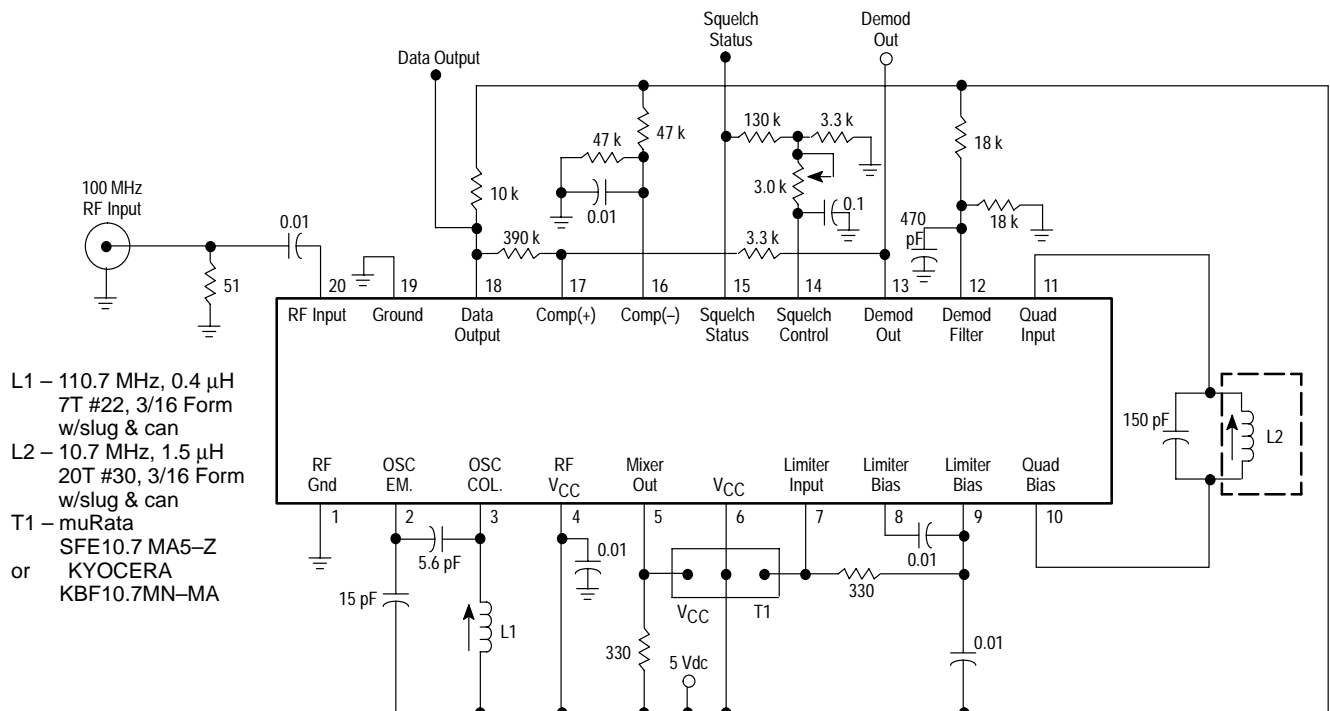 Squelch
Status
Demod
Out
Data Output
130 k
3.3 k
47 k
47 k
18 k
100 MHz
RF Input
10 k
3.0 k
0.01
0.01
0.1
470
pF
18 k
390 k
3.3 k
51
20
19
18
17
16
15
14
13
12
11
RF Input
Ground
Data
Output
Comp(+)
Comp(–)
Squelch
Status
Squelch
Control
Demod
Out
Demod
Filter
Quad
Input
L1 – 110.7 MHz, 0.4 μH
7T #22, 3/16 Form
w/slug & can
L2 – 10.7 MHz, 1.5 μH
20T #30, 3/16 Form
w/slug & can
T1 – muRata
SFE10.7 MA5–Z
or KYOCERA
KBF10.7MN–MA
150 pF
L2
RF
Gnd
OSC
EM.
OSC
COL.
RF
VCC
Mixer
Out
VCC
Limiter
Input
Limiter
Bias
Limiter
Bias
Quad
Bias
1
2
3
4
5
6
7
8
9
10
5.6 pF
0.01
0.01
330
15 pF
VCC
T1
L1
330
5 Vdc
0.01